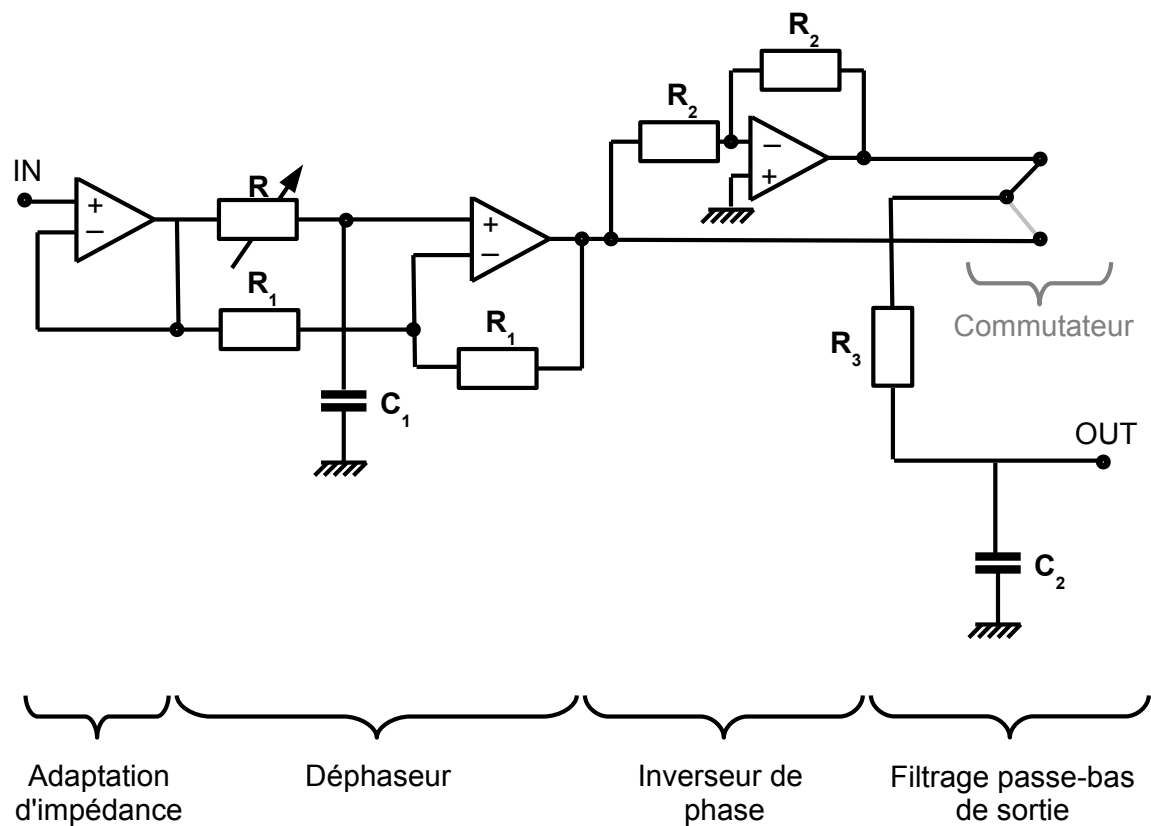 R₂
R₂
IN
R
+
−
+
−
−
+
R₁
R₁
C₁
Commutateur
R₃
OUT
C₂
Adaptation
d'impédance
Déphaseur
Inverseur de
phase
Filtrage passe-bas
de sortie